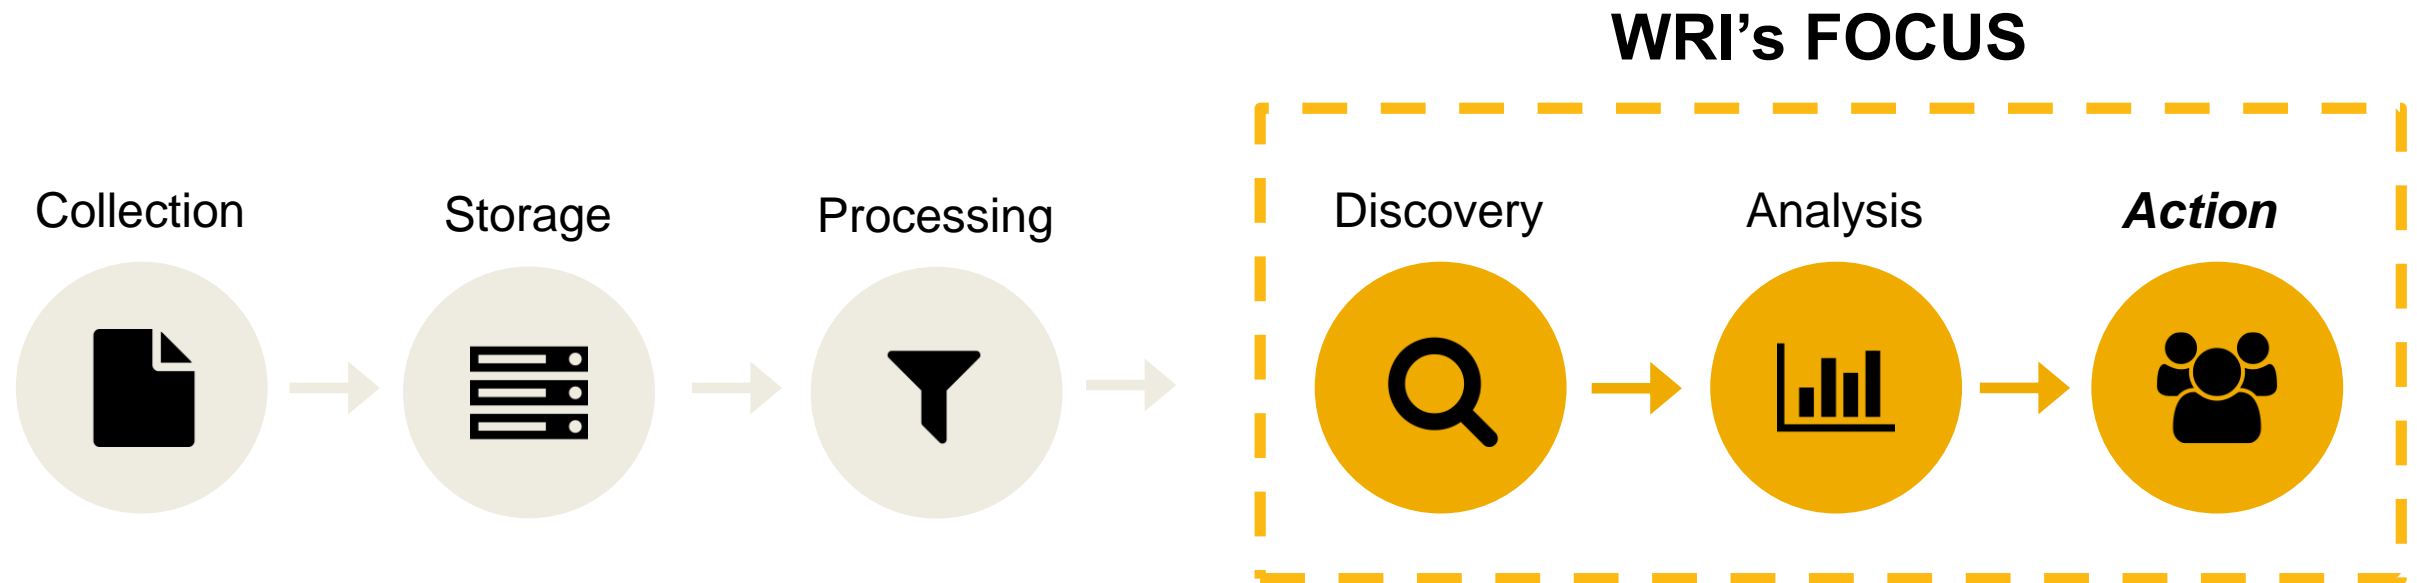 WRI’s FOCUS
Collection
Storage
Processing
Discovery
Analysis
Action